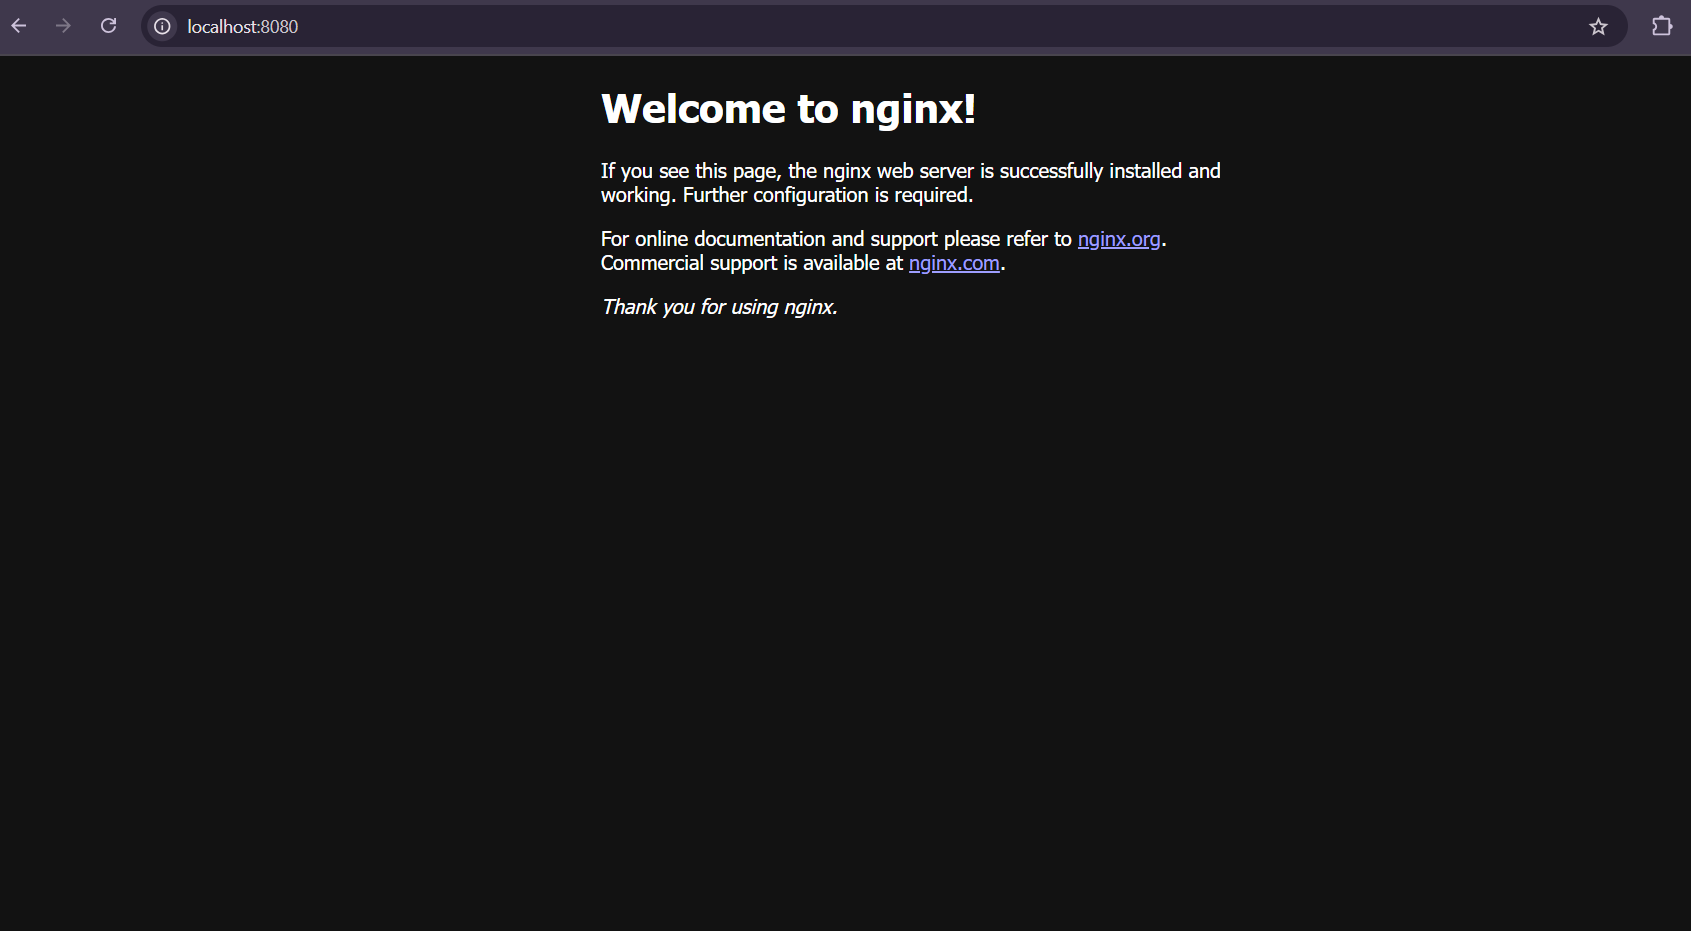 localhost:8080
Welcome to nginx!
If you see this page, the nginx web server is successfully installed and
working. Further configuration is required.
For online documentation and support please refer to nginx.org.
Commercial support is available at nginx.com.
Thank you for using nginx.